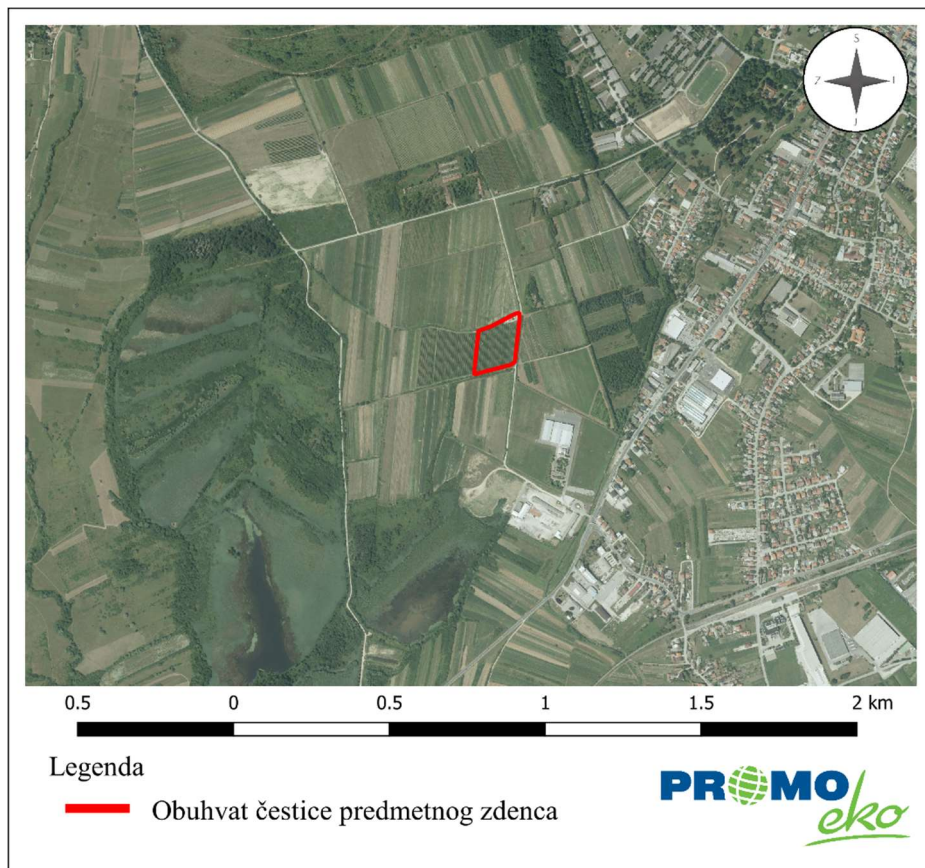 S
Z I
J
0.5 0 0.5 1 1.5 2 km
Legenda
Obuhvat čestice predmetnog zdenca
PROMO
eko